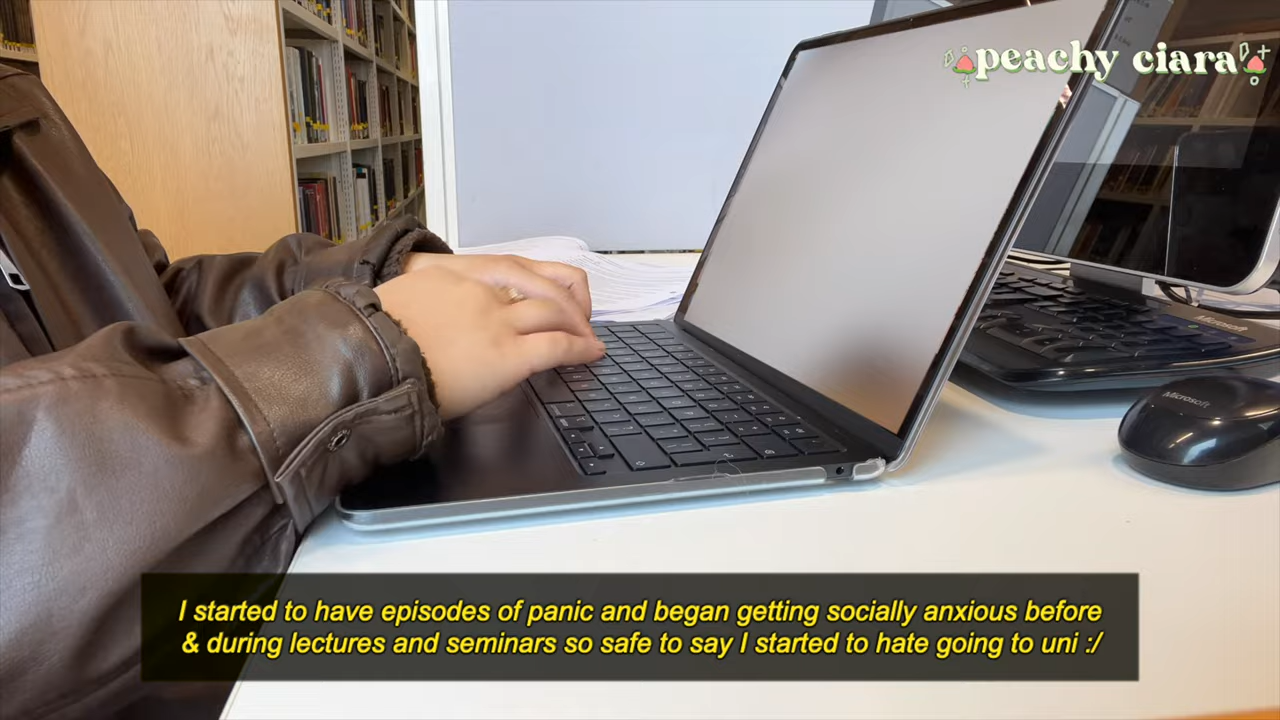 peachy ciara
Microsoft
Microsoft
I started to have episodes of panic and began getting socially anxious before
& during lectures and seminars so safe to say I started to hate going to uni :/